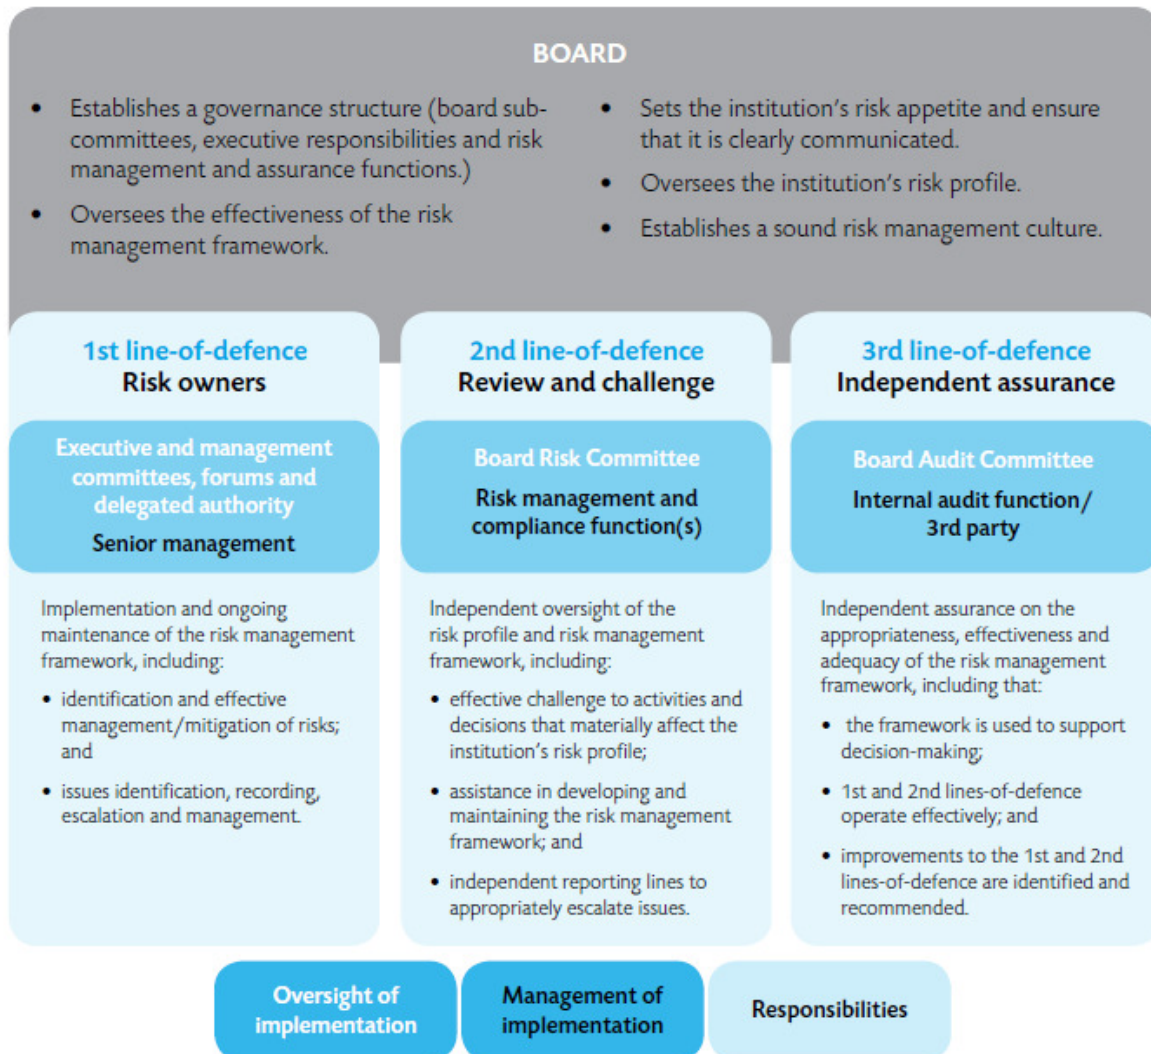 BOARD
• Establishes a governance structure (board sub-
committees, executive responsibilities and risk
management and assurance functions.)
• Oversees the effectiveness of the risk
management framework.
• Sets the institution's risk appetite and ensure
that it is clearly communicated.
• Oversees the institution's risk profile.
• Establishes a sound risk management culture.
1st line-of-defence
Risk owners
Executive and management
committees, forums and
delegated authority
Senior management
Implementation and ongoing
maintenance of the risk management
framework, including:
• identification and effective
management/mitigation of risks;
and
• issues identification, recording,
escalation and management.
2nd line-of-defence
Review and challenge
Board Risk Committee
Risk management and
compliance function(s)
Independent oversight of the
risk profile and risk management
framework, including:
• effective challenge to activities and
decisions that materially affect the
institution's risk profile;
• assistance in developing and
maintaining the risk management
framework; and
• independent reporting lines to
appropriately escalate issues.
3rd line-of-defence
Independent assurance
Board Audit Committee
Internal audit function/
3rd party
Independent assurance on the
appropriateness, effectiveness and
adequacy of the risk management
framework, including that:
• the framework is used to support
decision-making;
• 1st and 2nd lines-of-defence
operate effectively; and
• improvements to the 1st and 2nd
lines-of-defence are identified and
recommended.
Oversight of
implementation
Management of
implementation
Responsibilities